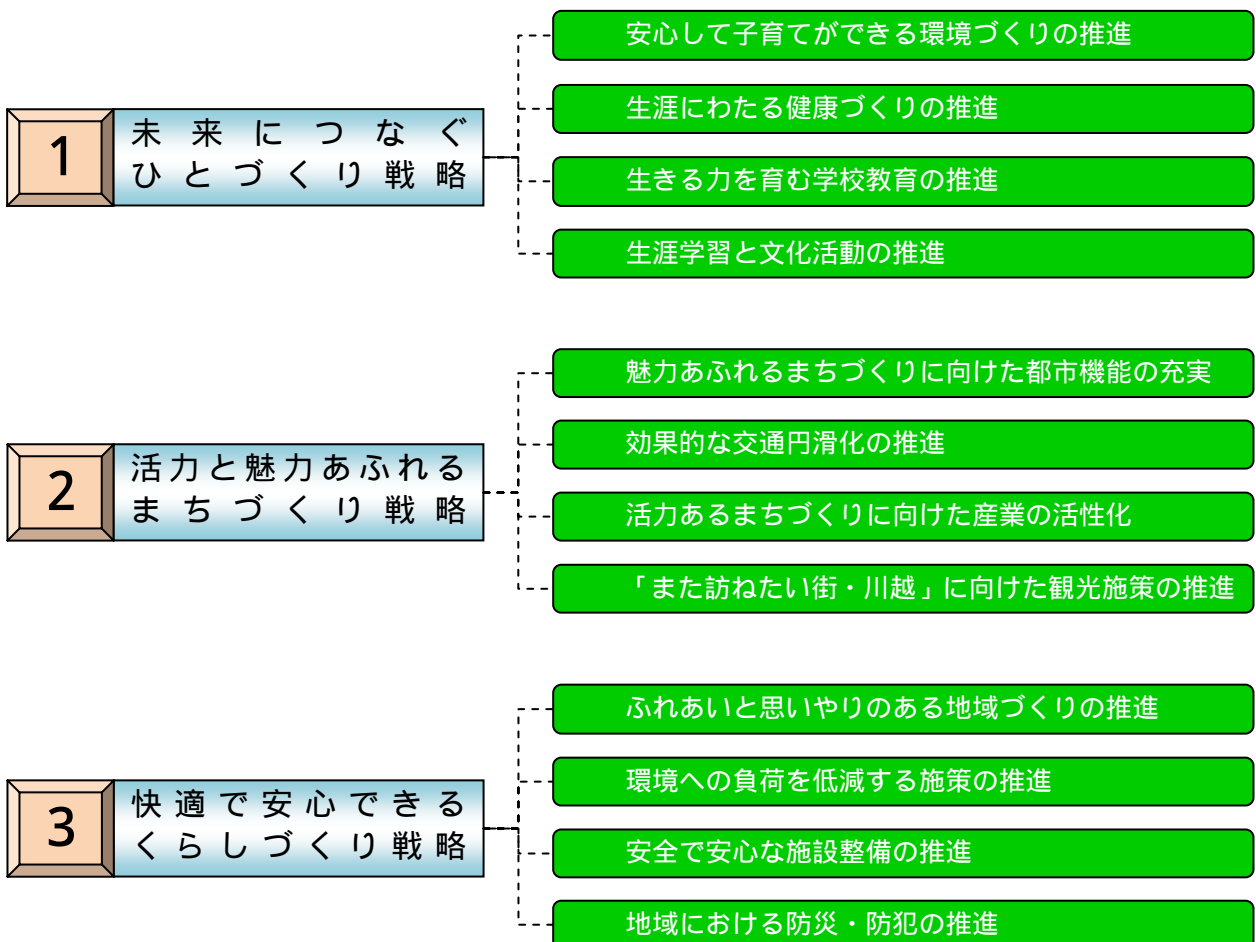 安心して子育てができる環境づくりの推進
生涯にわたる健康づくりの推進
1
未来につなぐ
ひとづくり戦略
生きる力を育む学校教育の推進
生涯学習と文化活動の推進
魅力あふれるまちづくりに向けた都市機能の充実
効果的な交通円滑化の推進
2
活力と魅力あふれる
まちづくり戦略
活力あるまちづくりに向けた産業の活性化
「また訪ねたい街・川越」に向けた観光施策の推進
ふれあいと思いやりのある地域づくりの推進
環境への負荷を低減する施策の推進
3
快適で安心できる
くらしづくり戦略
安全で安心な施設整備の推進
地域における防災・防犯の推進